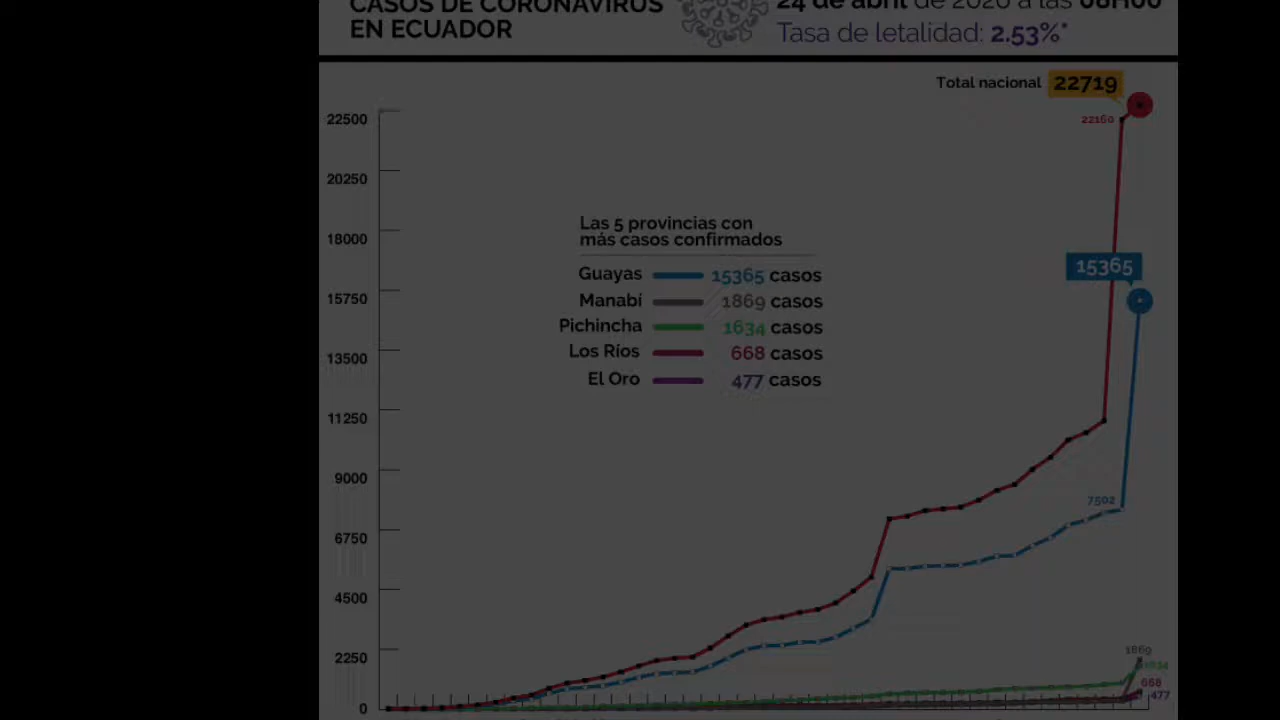 CASOS DE CORONAVIRUS
EN ECUADOR
24 de abril de 2020 a las 08H00
Tasa de letalidad: 2.53%*
Total nacional 22719
22160
22500
20250
18000
15750
13500
11250
9000
6750
4500
2250
0
Las 5 provincias con
más casos confirmados
Guayas 15365 casos
Manabí 1869 casos
Pichincha 1634 casos
Los Ríos 668 casos
El Oro 477 casos
15365
7502
1869
1634
668
477